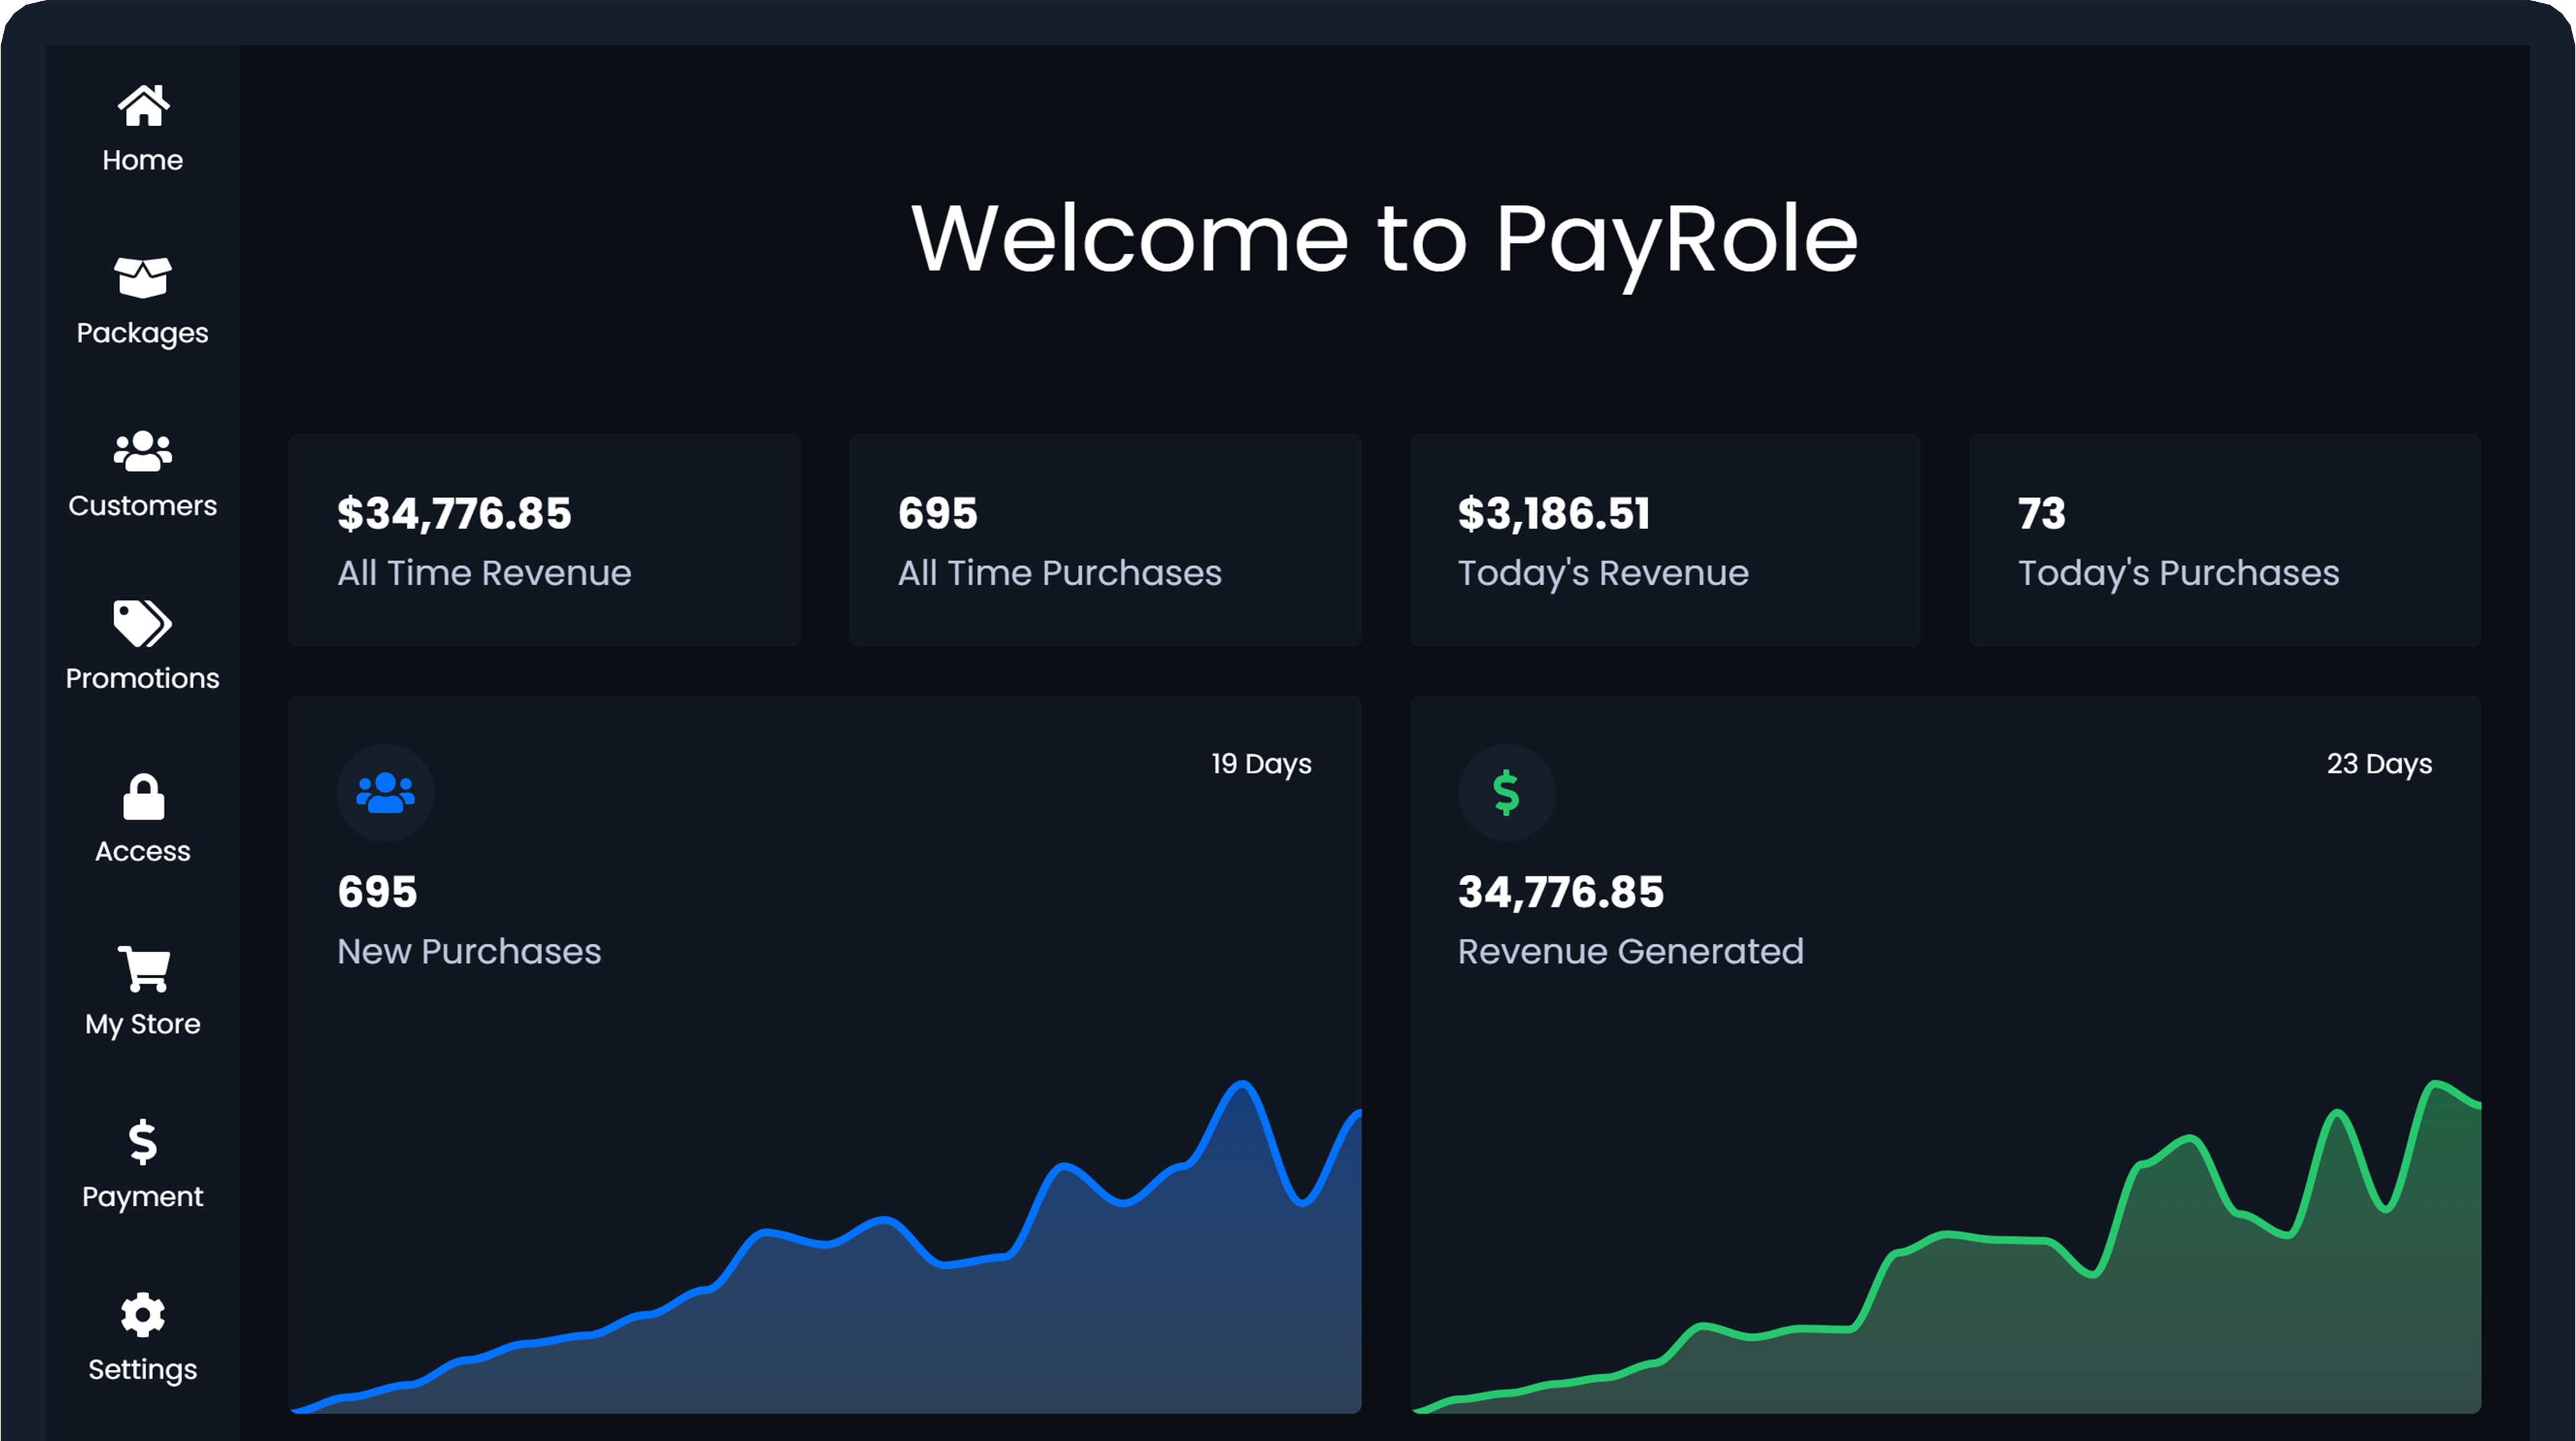 Home
Packages
Customers
Promotions
Access
My Store
Payment
Settings
Welcome to PayRole
$34,776.85
All Time Revenue
695
All Time Purchases
$3,186.51
Today's Revenue
73
Today's Purchases
19 Days
695
New Purchases
23 Days
34,776.85
Revenue Generated